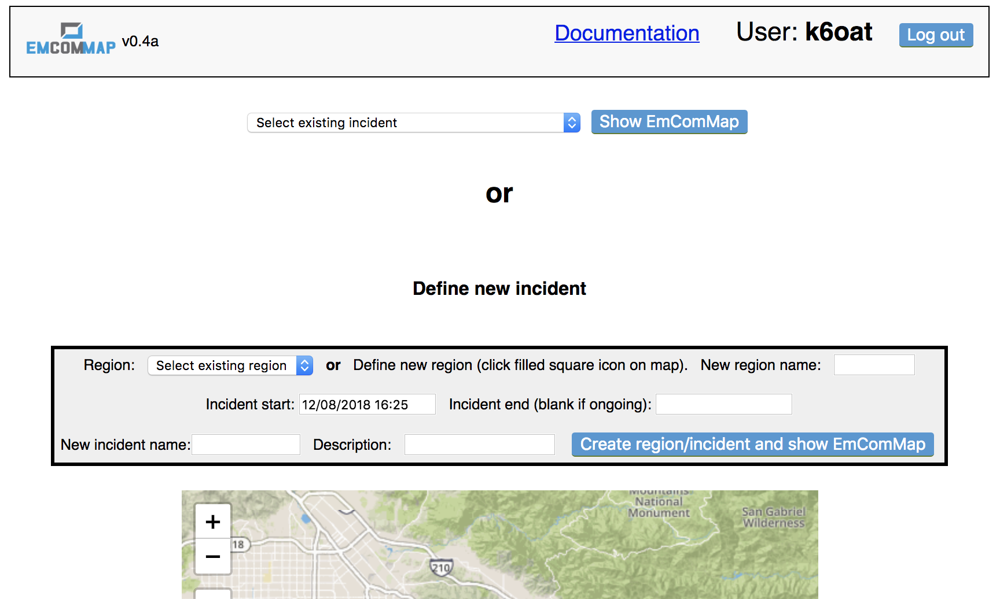 EMCOMMAP v0.4a
Documentation
User: k6oat
Log out
Select existing incident
Show EmComMap
or
Define new incident
Region: Select existing region or Define new region (click filled square icon on map). New region name:
Incident start: 12/08/2018 16:25 Incident end (blank if ongoing):
New incident name: Description: Create region/incident and show EmComMap
Mountains
National
Monument
San Gabriel
Wilderness
+
18
−
210